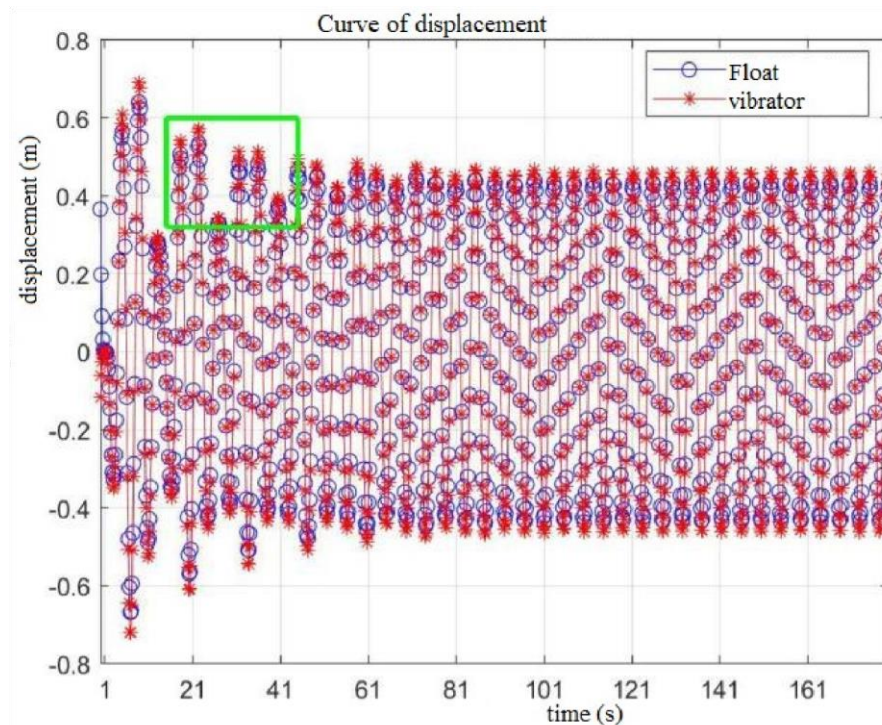 Curve of displacement
0.8
0.6
0.4
0.2
0
-0.2
-0.4
-0.6
-0.8
displacement (m)
Float
vibrator
1 21 41 61 81 101 121 141 161
time (s)